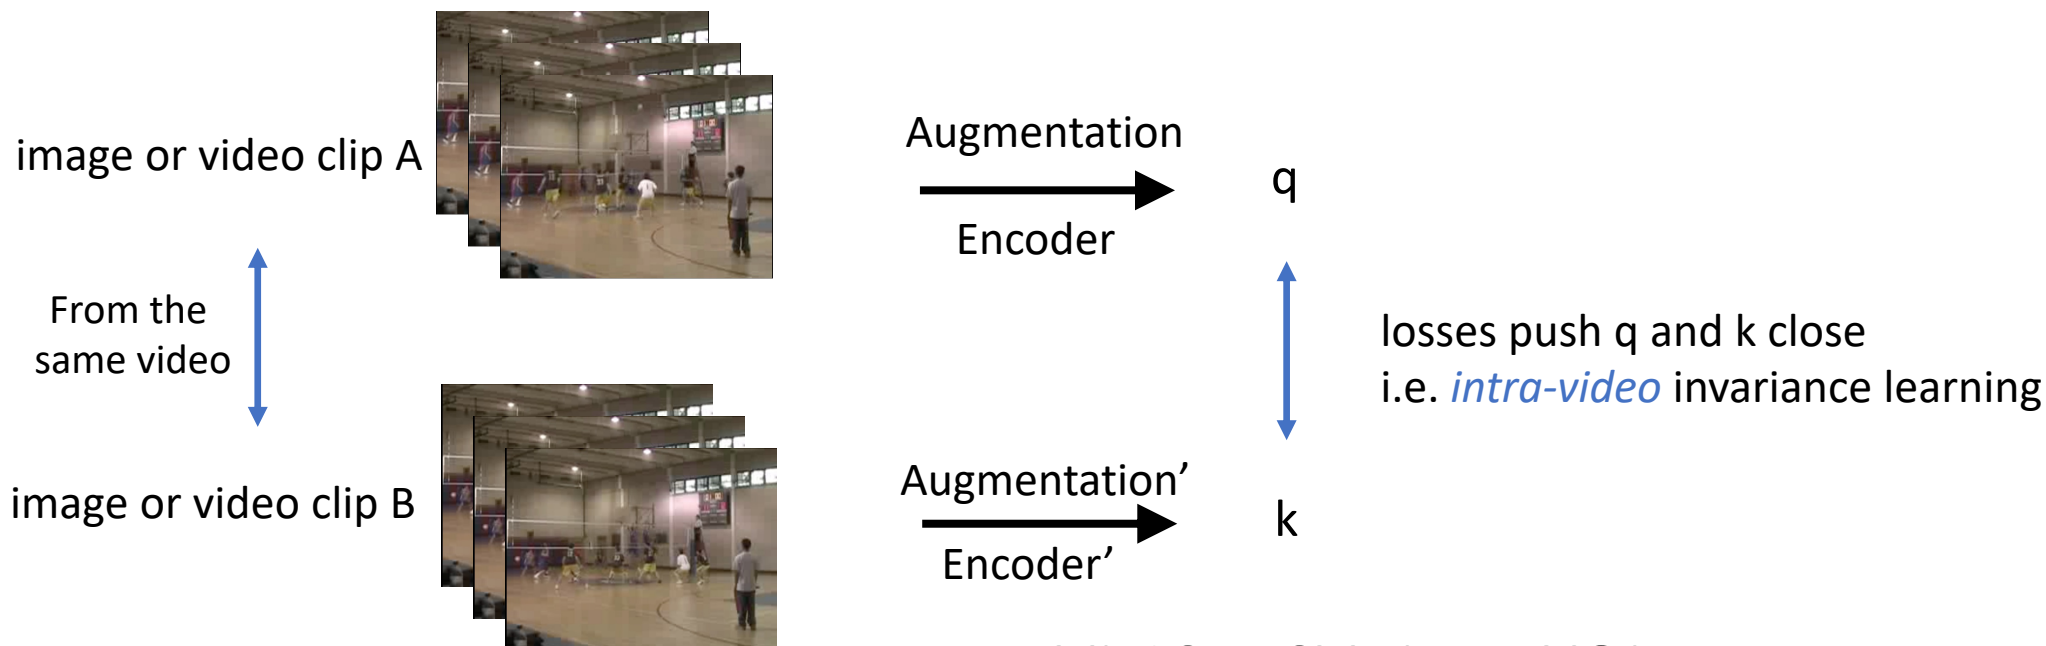 image or video clip A
Augmentation
Encoder
q
From the
same video
losses push q and k close
i.e. intra-video invariance learning
image or video clip B
Augmentation’
Encoder’
k